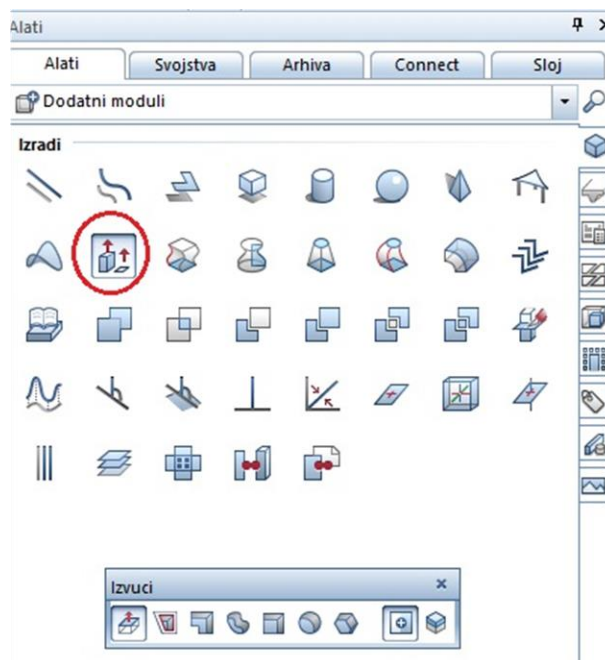 Alati
Alati Svojstva Arhiva Connect Sloj
Dodatni moduli
Izradi
Izvuci